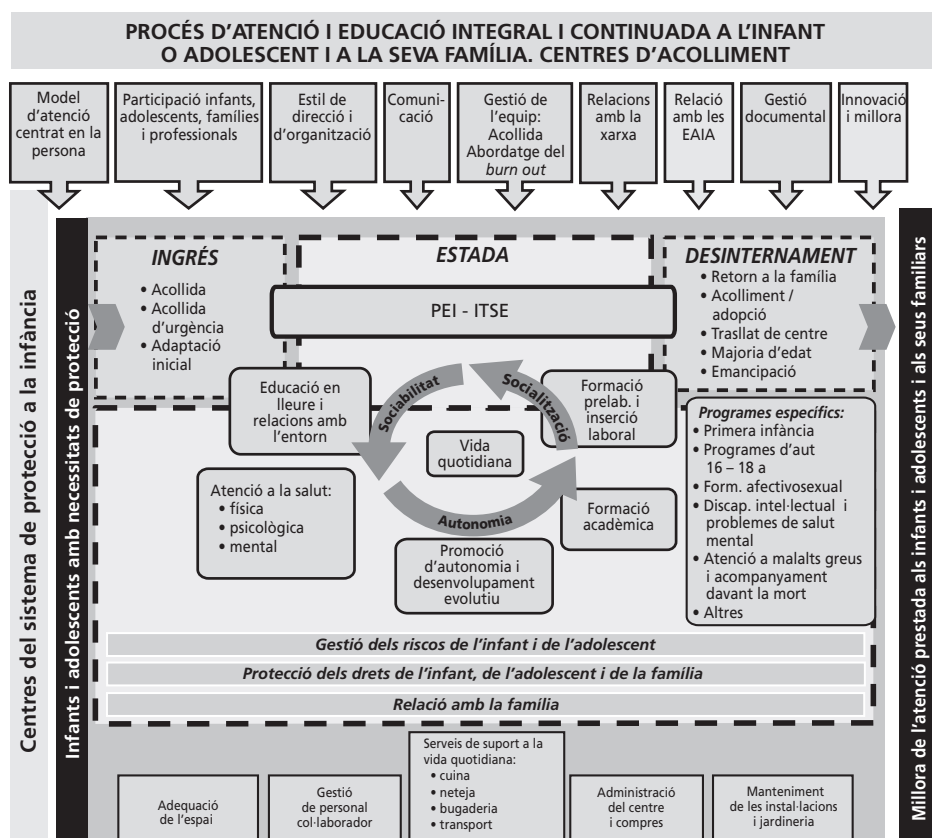 PROCÉS D’ATENCIÓ I EDUCACIÓ INTEGRAL I CONTINUADA A L’INFANT
O ADOLESCENT I A LA SEVA FAMÍLIA. CENTRES D’ACOLLIMENT
Model
d’atenció
centrat en la
persona
Participació infants,
adolescents, famílies
i professionals
Estil de
direcció i
d’organització
Comuni-
cació
Gestió de
l’equip:
Acollida
Abordatge del
burn out
Relacions
amb la
xarxa
Relació
amb les
EAIA
Gestió
documental
Innovació
i millora
Centres del sistema de protecció a la infància
Infants i adolescents amb necessitats de protecció
INGRÉS
• Acollida
• Acollida
d’urgència
• Adaptació
inicial
ESTADA
PEI - ITSE
DESINTERNAMENT
• Retorn a la família
• Acolliment /
adopció
• Trasllat de centre
• Majoria d’edat
• Emancipació
Educació en
lleure i
relacions amb
l’entorn
Sociabilitat
Socialització
Autonomia
Vida
quotidiana
Formació
prelab. i
inserció
laboral
Atenció a la salut:
• física
• psicològica
• mental
Promoció
d’autonomia i
desenvolupament
evolutiu
Formació
acadèmica
Programes específics:
• Primera infància
• Programes d’aut
16 – 18 a
• Form. afectivosexual
• Discap. intel·lectual i
problemes de salut
mental
• Atenció a malalts greus
i acompanyament
davant la mort
• Altres
Gestió dels riscos de l’infant i de l’adolescent
Protecció dels drets de l’infant, de l’adolescent i de la família
Relació amb la família
Adequació
de l’espai
Gestió
de personal
col·laborador
Serveis de suport a la
vida quotidiana:
• cuina
• neteja
• bugaderia
• transport
Administració
del centre
i compres
Manteniment
de les instal·lacions
i jardineria
Millora de l’atenció prestada als infants i adolescents i als seus familiars